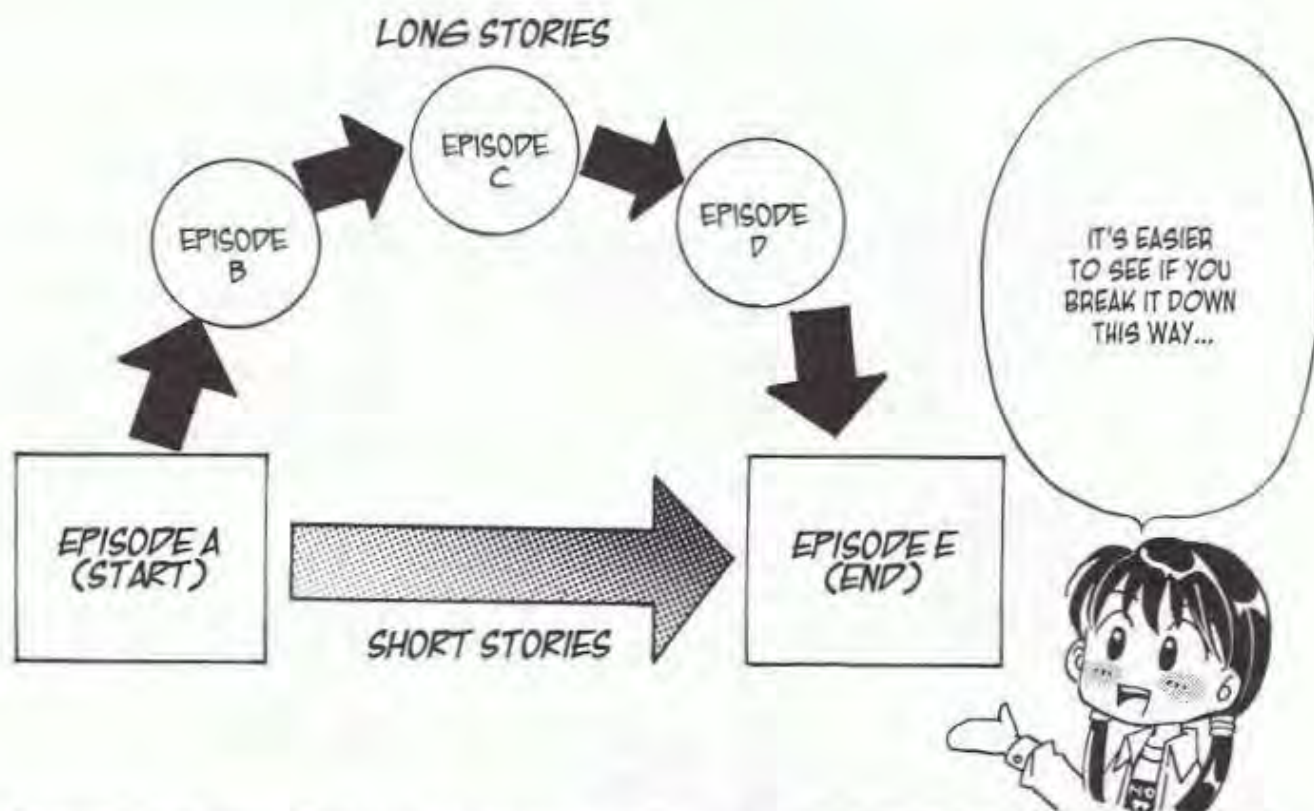 LONG STORIES
EPISODE
B
EPISODE
C
EPISODE
D
IT'S EASIER
TO SEE IF YOU
BREAK IT DOWN
THIS WAY...
EPISODE A
(START)
SHORT STORIES
EPISODE E
(END)